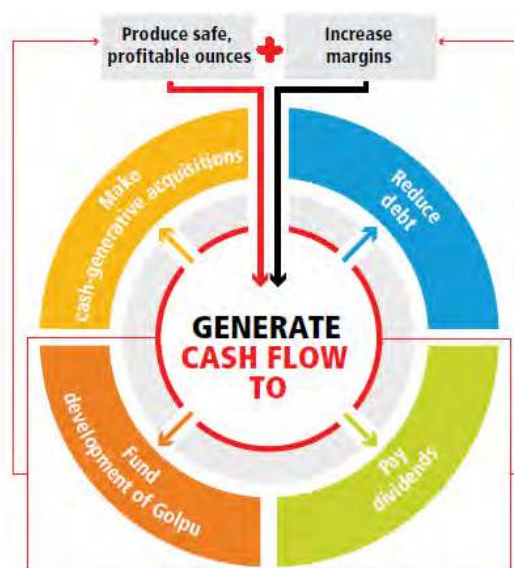 Produce safe,
profitable ounces
Increase
margins
Make
cash-generative acquisitions
Reduce
debt
GENERATE
CASH FLOW
TO
Fund
development of Golpu
Pay
dividends